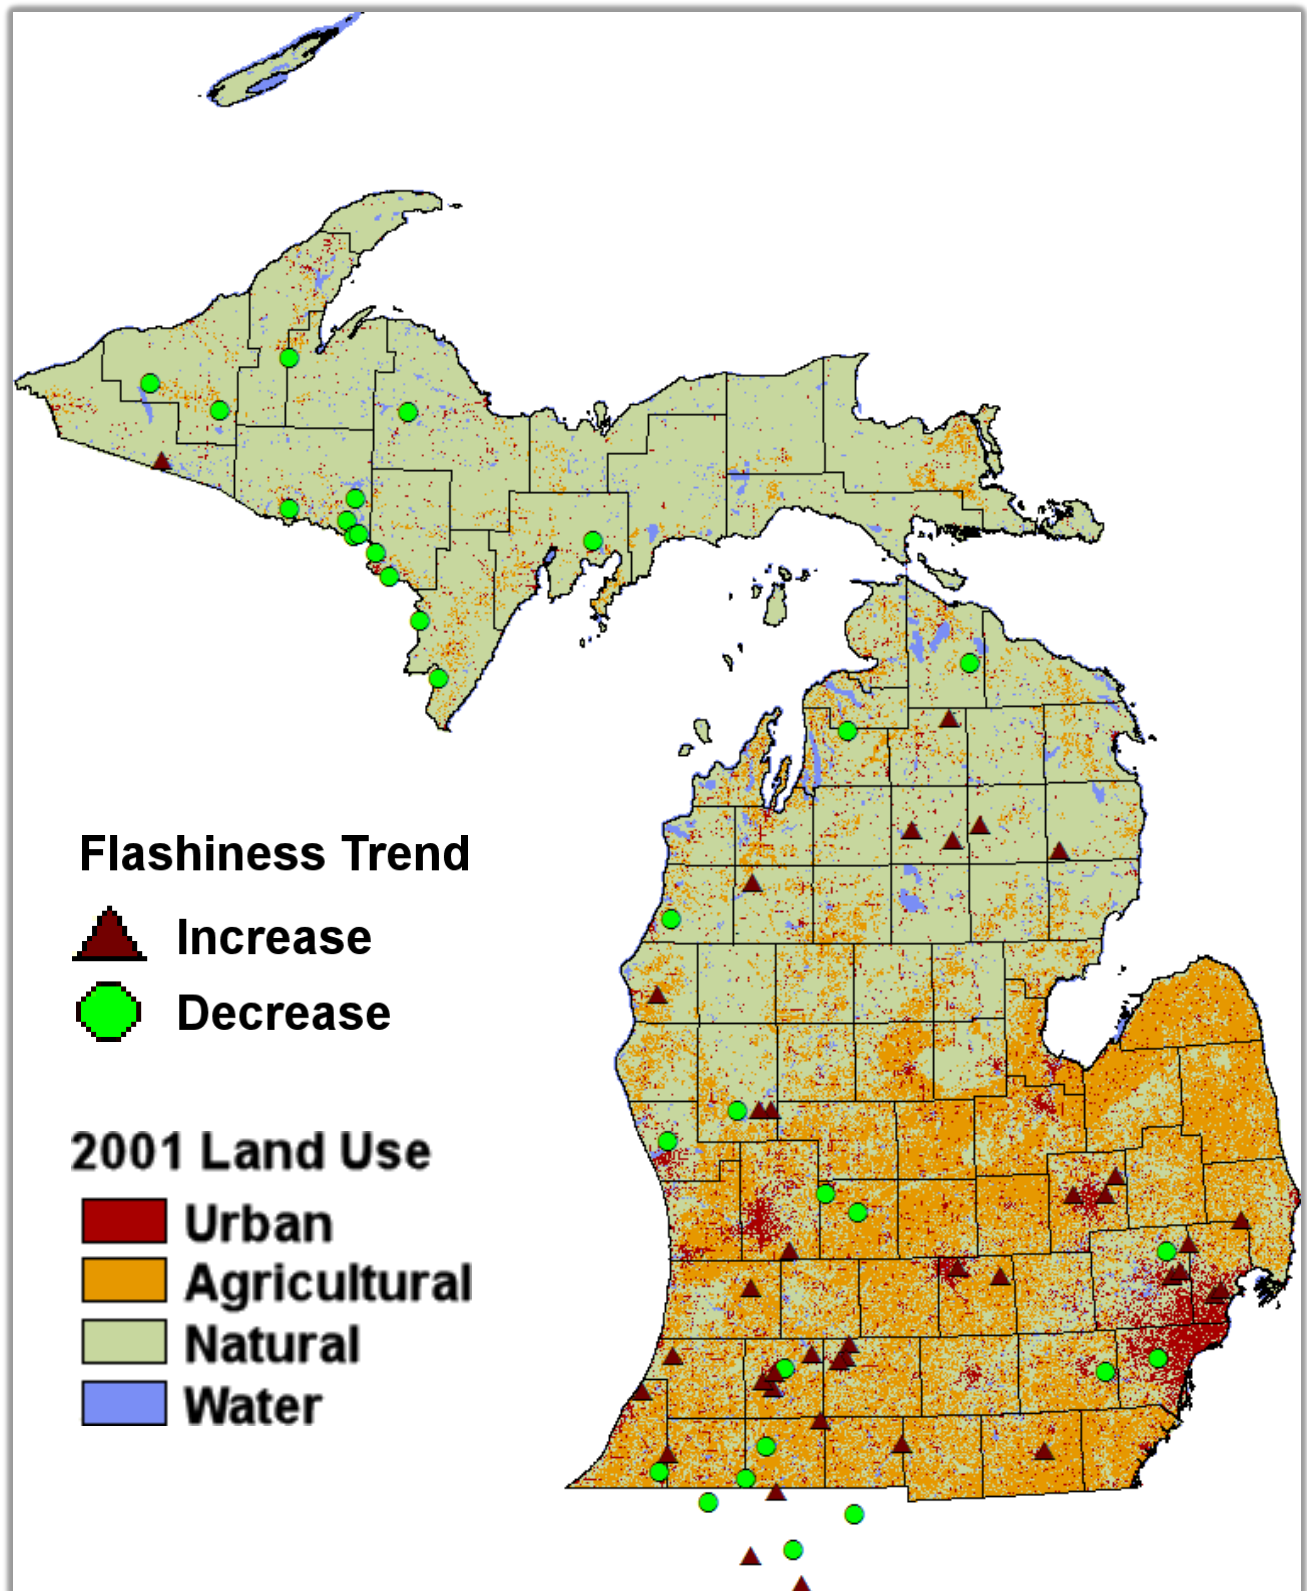 Flashiness Trend
Increase
Decrease
2001 Land Use
Urban
Agricultural
Natural
Water